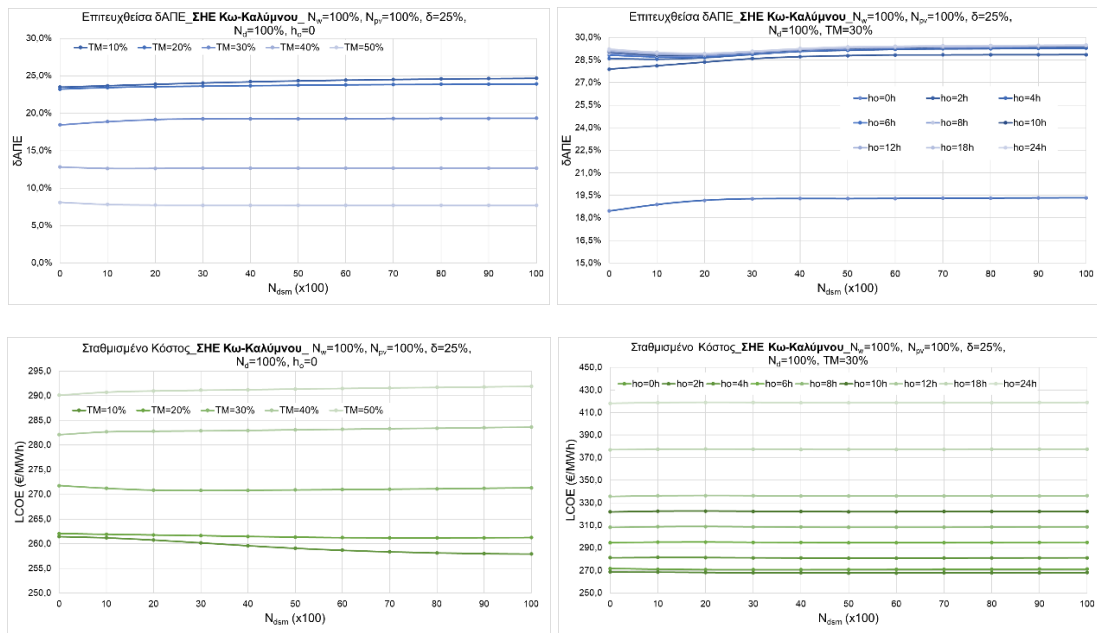 Επιτευχθείσα δΑΠΕ_ΣΗΕ Κω-Καλύμνου_ Nw=100%, Npv=100%, δ=25%,
Nd=100%, ho=0
30,0%
25,0%
20,0%
15,0%
10,0%
5,0%
0,0%
δΑΠΕ
TM=10% TM=20% TM=30% TM=40% TM=50%
0 10 20 30 40 50 60 70 80 90 100
Ndsm (x100)
Επιτευχθείσα δΑΠΕ_ΣΗΕ Κω-Καλύμνου_Nw=100%, Npv=100%, δ=25%,
Nd=100%, TM=30%
30,0%
28,5%
27,0%
25,5%
24,0%
22,5%
21,0%
19,5%
18,0%
16,5%
15,0%
δΑΠΕ
ho=0h ho=2h ho=4h
ho=6h ho=8h ho=10h
ho=12h ho=18h ho=24h
0 10 20 30 40 50 60 70 80 90 100
Ndsm (x100)
Σταθμισμένο Κόστος_ΣΗΕ Κω-Καλύμνου_ Nw=100%, Npv=100%, δ=25%,
Nd=100%, ho=0
295,0
290,0
285,0
280,0
275,0
270,0
265,0
260,0
255,0
250,0
LCOE (€/MWh)
TM=10% TM=20% TM=30% TM=40% TM=50%
0 10 20 30 40 50 60 70 80 90 100
Ndsm (x100)
Σταθμισμένο Κόστος_ΣΗΕ Κω-Καλύμνου_Nw=100%, Npv=100%, δ=25%,
Nd=100%, TM=30%
450,0
430,0
410,0
390,0
370,0
350,0
330,0
310,0
290,0
270,0
250,0
LCOE (€/MWh)
ho=0h ho=2h ho=4h ho=6h ho=8h ho=10h ho=12h ho=18h ho=24h
0 10 20 30 40 50 60 70 80 90 100
Ndsm (x100)